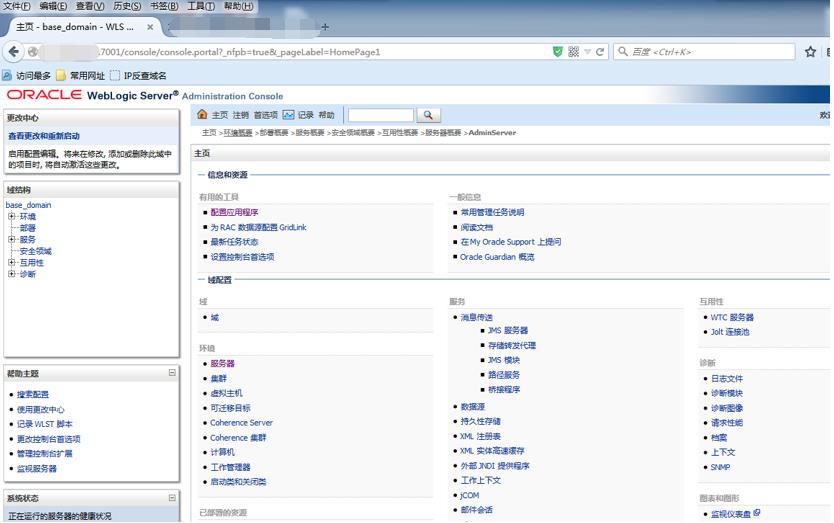 文件(F) 编辑(E) 查看(V) 历史(S) 书签(B) 工具(T) 帮助(H)
主页 - base_domain - WLS ... × +
7001/console/console.portal?_nfpb=true&_pageLabel=HomePage1
百度 <Ctrl+K>
访问最多 常用网址 IP反查域名
ORACLE WebLogic Server® Administration Console
更改中心
查看更改和重新启动
启用配置编辑。将来在修改, 添加或删除此域中
的项目时, 将自动激活这些更改。
域结构
base_domain
环境
部署
服务
安全领域
互用性
诊断
帮助主题
搜索配置
使用更改中心
记录 WLST 脚本
更改控制台首选项
管理控制台扩展
监视服务器
系统状态
正在运行的服务器的健康状况
主页 注销 首选项 记录 帮助
欢
主页 >环境概要 >部署概要 >服务概要 >安全领域概要 >互用性概要 >服务器概要 >AdminServer
主页
信息和资源
有用的工具
配置应用程序
为 RAC 数据源配置 GridLink
最新任务状态
设置控制台首选项
一般信息
常用管理任务说明
阅读文档
在 My Oracle Support 上提问
Oracle Guardian 概览
域配置
域
域
环境
服务器
集群
虚拟主机
可迁移目标
Coherence Server
Coherence 集群
计算机
工作管理器
启动类和关闭类
已部署的资源
服务
消息传送
JMS 服务器
存储转发代理
JMS 模块
路径服务
桥接程序
数据源
持久性存储
XML 注册表
XML 实体高速缓存
外部 JNDI 提供程序
工作上下文
jCOM
邮件会话
互用性
WTC 服务器
Jolt 连接池
诊断
日志文件
诊断模块
诊断图像
请求性能
档案
上下文
SNMP
图表和图形
监视仪表盘